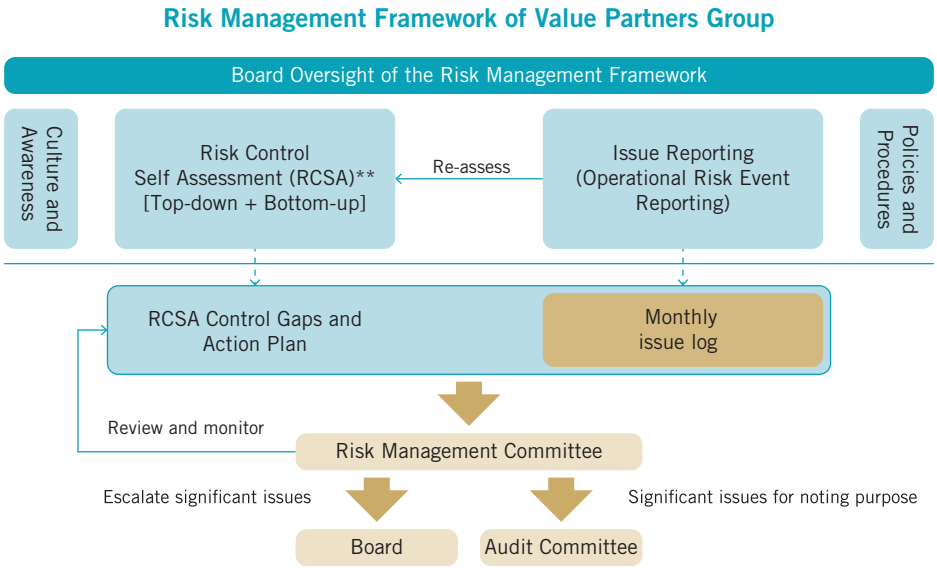 Risk Management Framework of Value Partners Group
Board Oversight of the Risk Management Framework
Culture and
Awareness
Risk Control
Self Assessment (RCSA)**
[Top-down + Bottom-up]
Re-assess
Issue Reporting
(Operational Risk Event
Reporting)
Policies and
Procedures
RCSA Control Gaps and
Action Plan
Monthly
issue log
Review and monitor
Risk Management Committee
Escalate significant issues
Significant issues for noting purpose
Board
Audit Committee